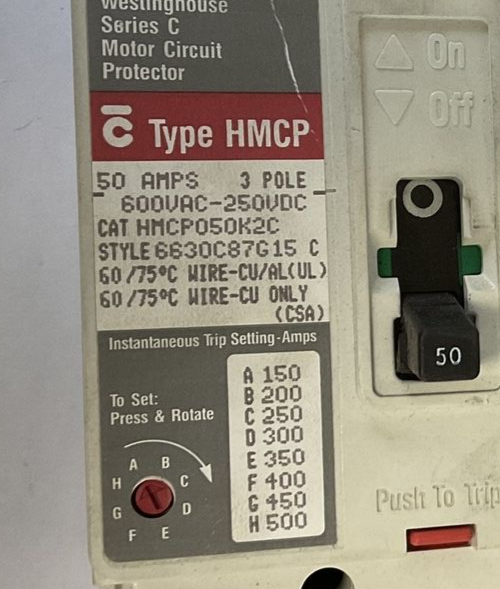 Westinghouse
Series C
Motor Circuit
Protector
Type HMCP
50 AMPS 3 POLE
600VAC-250VDC
CAT HMCP050K2C
STYLE 6630C87G15 C
60/75°C WIRE-CU/AL(UL)
60/75°C WIRE-CU ONLY
(CSA)
Instantaneous Trip Setting-Amps
To Set:
Press & Rotate
A B C D E F G H
A 150
B 200
C 250
D 300
E 350
F 400
G 450
H 500
On
Off
50
Push To Trip